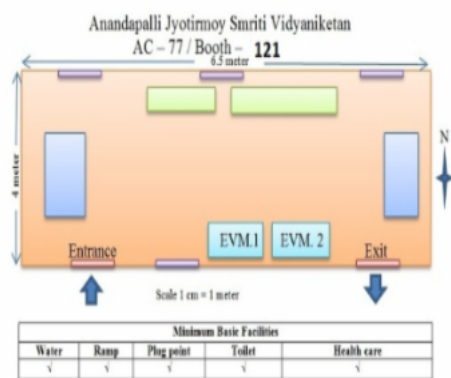 Anandapalli Jyotirmoy Smriti Vidyaniketan
AC – 77 / Booth – 121
6.5 meter
4 meter
N
EVM.1 EVM. 2
Entrance
Exit
Scale 1 cm = 1 meter
Minimum Basic Facilities
Water Ramp Plug point Toilet Health care
√ √ √ √ √